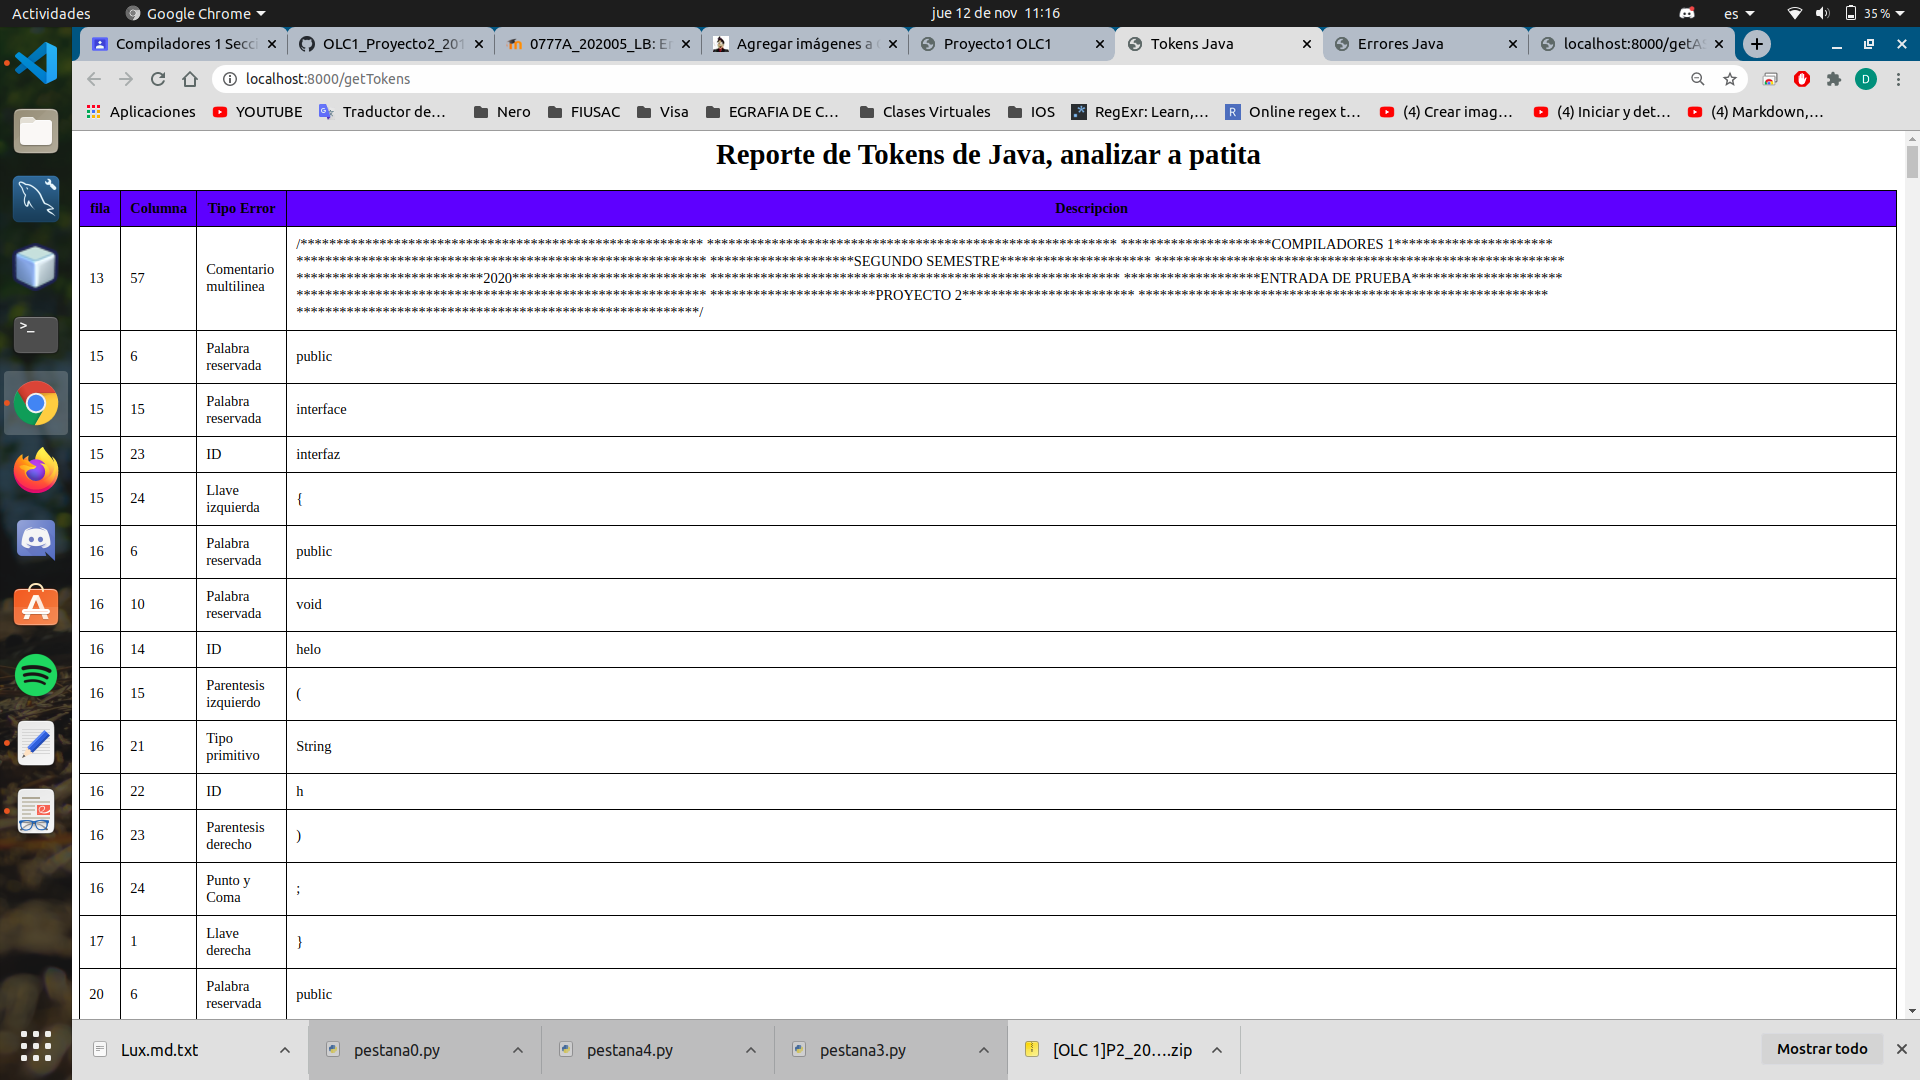 Actividades
Google Chrome
jue 12 de nov 11:16
es
35 %
Compiladores 1 Secci
OLC1_Proyecto2_201
0777A_202005_LB: En
Agregar imágenes a
Proyecto1 OLC1
Tokens Java
Errores Java
localhost:8000/getAS
localhost:8000/getTokens
D
Aplicaciones
YOUTUBE
Traductor de...
Nero
FIUSAC
Visa
EGRAFIA DE C...
Clases Virtuales
IOS
RegExr: Learn,...
Online regex t...
(4) Crear imag...
(4) Iniciar y det...
(4) Markdown,...
Reporte de Tokens de Java, analizar a patita
fila Columna Tipo Error Descripcion
13 57 Comentario multilinea
COMPILADORES 1
SEGUNDO SEMESTRE
2020
ENTRADA DE PRUEBA
PROYECTO 2
15 6 Palabra reservada public
15 15 Palabra reservada interface
15 23 ID interfaz
15 24 Llave izquierda {
16 6 Palabra reservada public
16 10 Palabra reservada void
16 14 ID helo
16 15 Parentesis izquierdo (
16 21 Tipo primitivo String
16 22 ID h
16 23 Parentesis derecho )
16 24 Punto y Coma ;
17 1 Llave derecha }
20 6 Palabra reservada public
Lux.md.txt
pestana0.py
pestana4.py
pestana3.py
[OLC 1]P2_20....zip
Mostrar todo